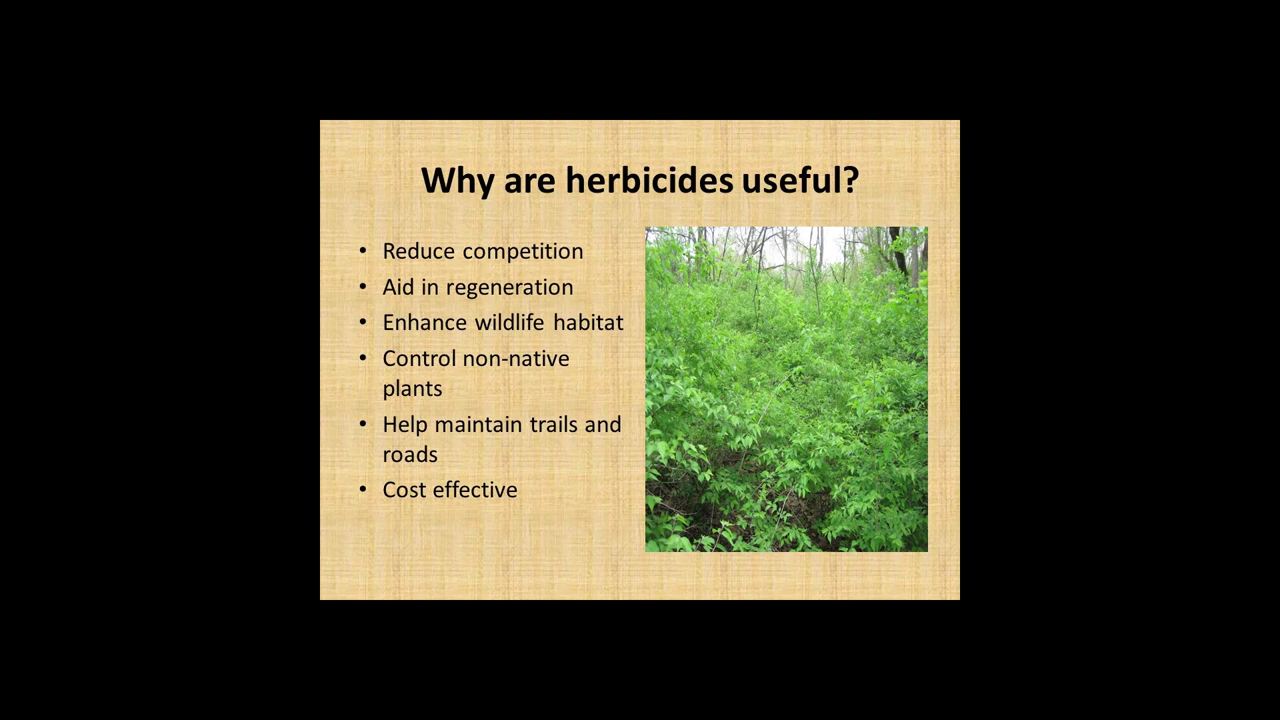 Why are herbicides useful?
• Reduce competition
• Aid in regeneration
• Enhance wildlife habitat
• Control non-native
plants
• Help maintain trails and
roads
• Cost effective